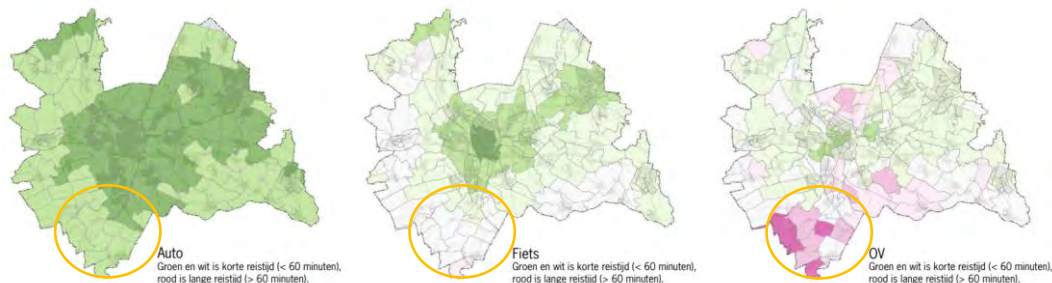 Auto
Groen en wit is korte reistijd (< 60 minuten),
rood is lange reistijd (> 60 minuten).
Fiets
Groen en wit is korte reistijd (< 60 minuten),
rood is lange reistijd (> 60 minuten).
OV
Groen en wit is korte reistijd (< 60 minuten),
rood is lange reistijd (> 60 minuten).